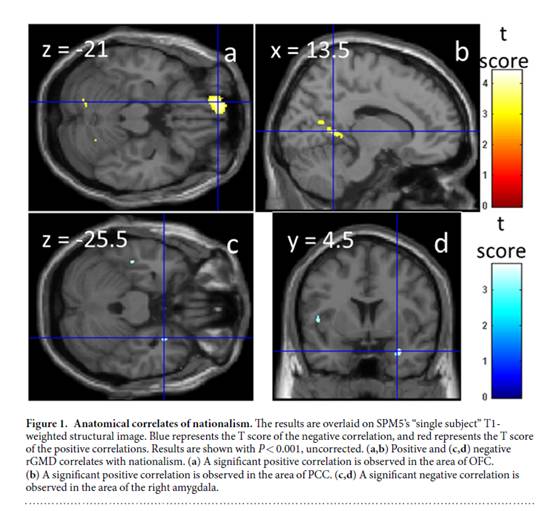 z = -21
a
x = 13.5
b
t
score
4
3
2
1
0
z = -25.5
c
y = 4.5
d
t
score
3
2
1
0
Figure 1. Anatomical correlates of nationalism. The results are overlaid on SPM5’s “single subject” T1-
weighted structural image. Blue represents the T score of the negative correlation, and red represents the T score
of the positive correlations. Results are shown with P < 0.001, uncorrected. (a,b) Positive and (c,d) negative
rGMD correlates with nationalism. (a) A significant positive correlation is observed in the area of OFC.
(b) A significant positive correlation is observed in the area of PCC. (c,d) A significant negative correlation is
observed in the area of the right amygdala.